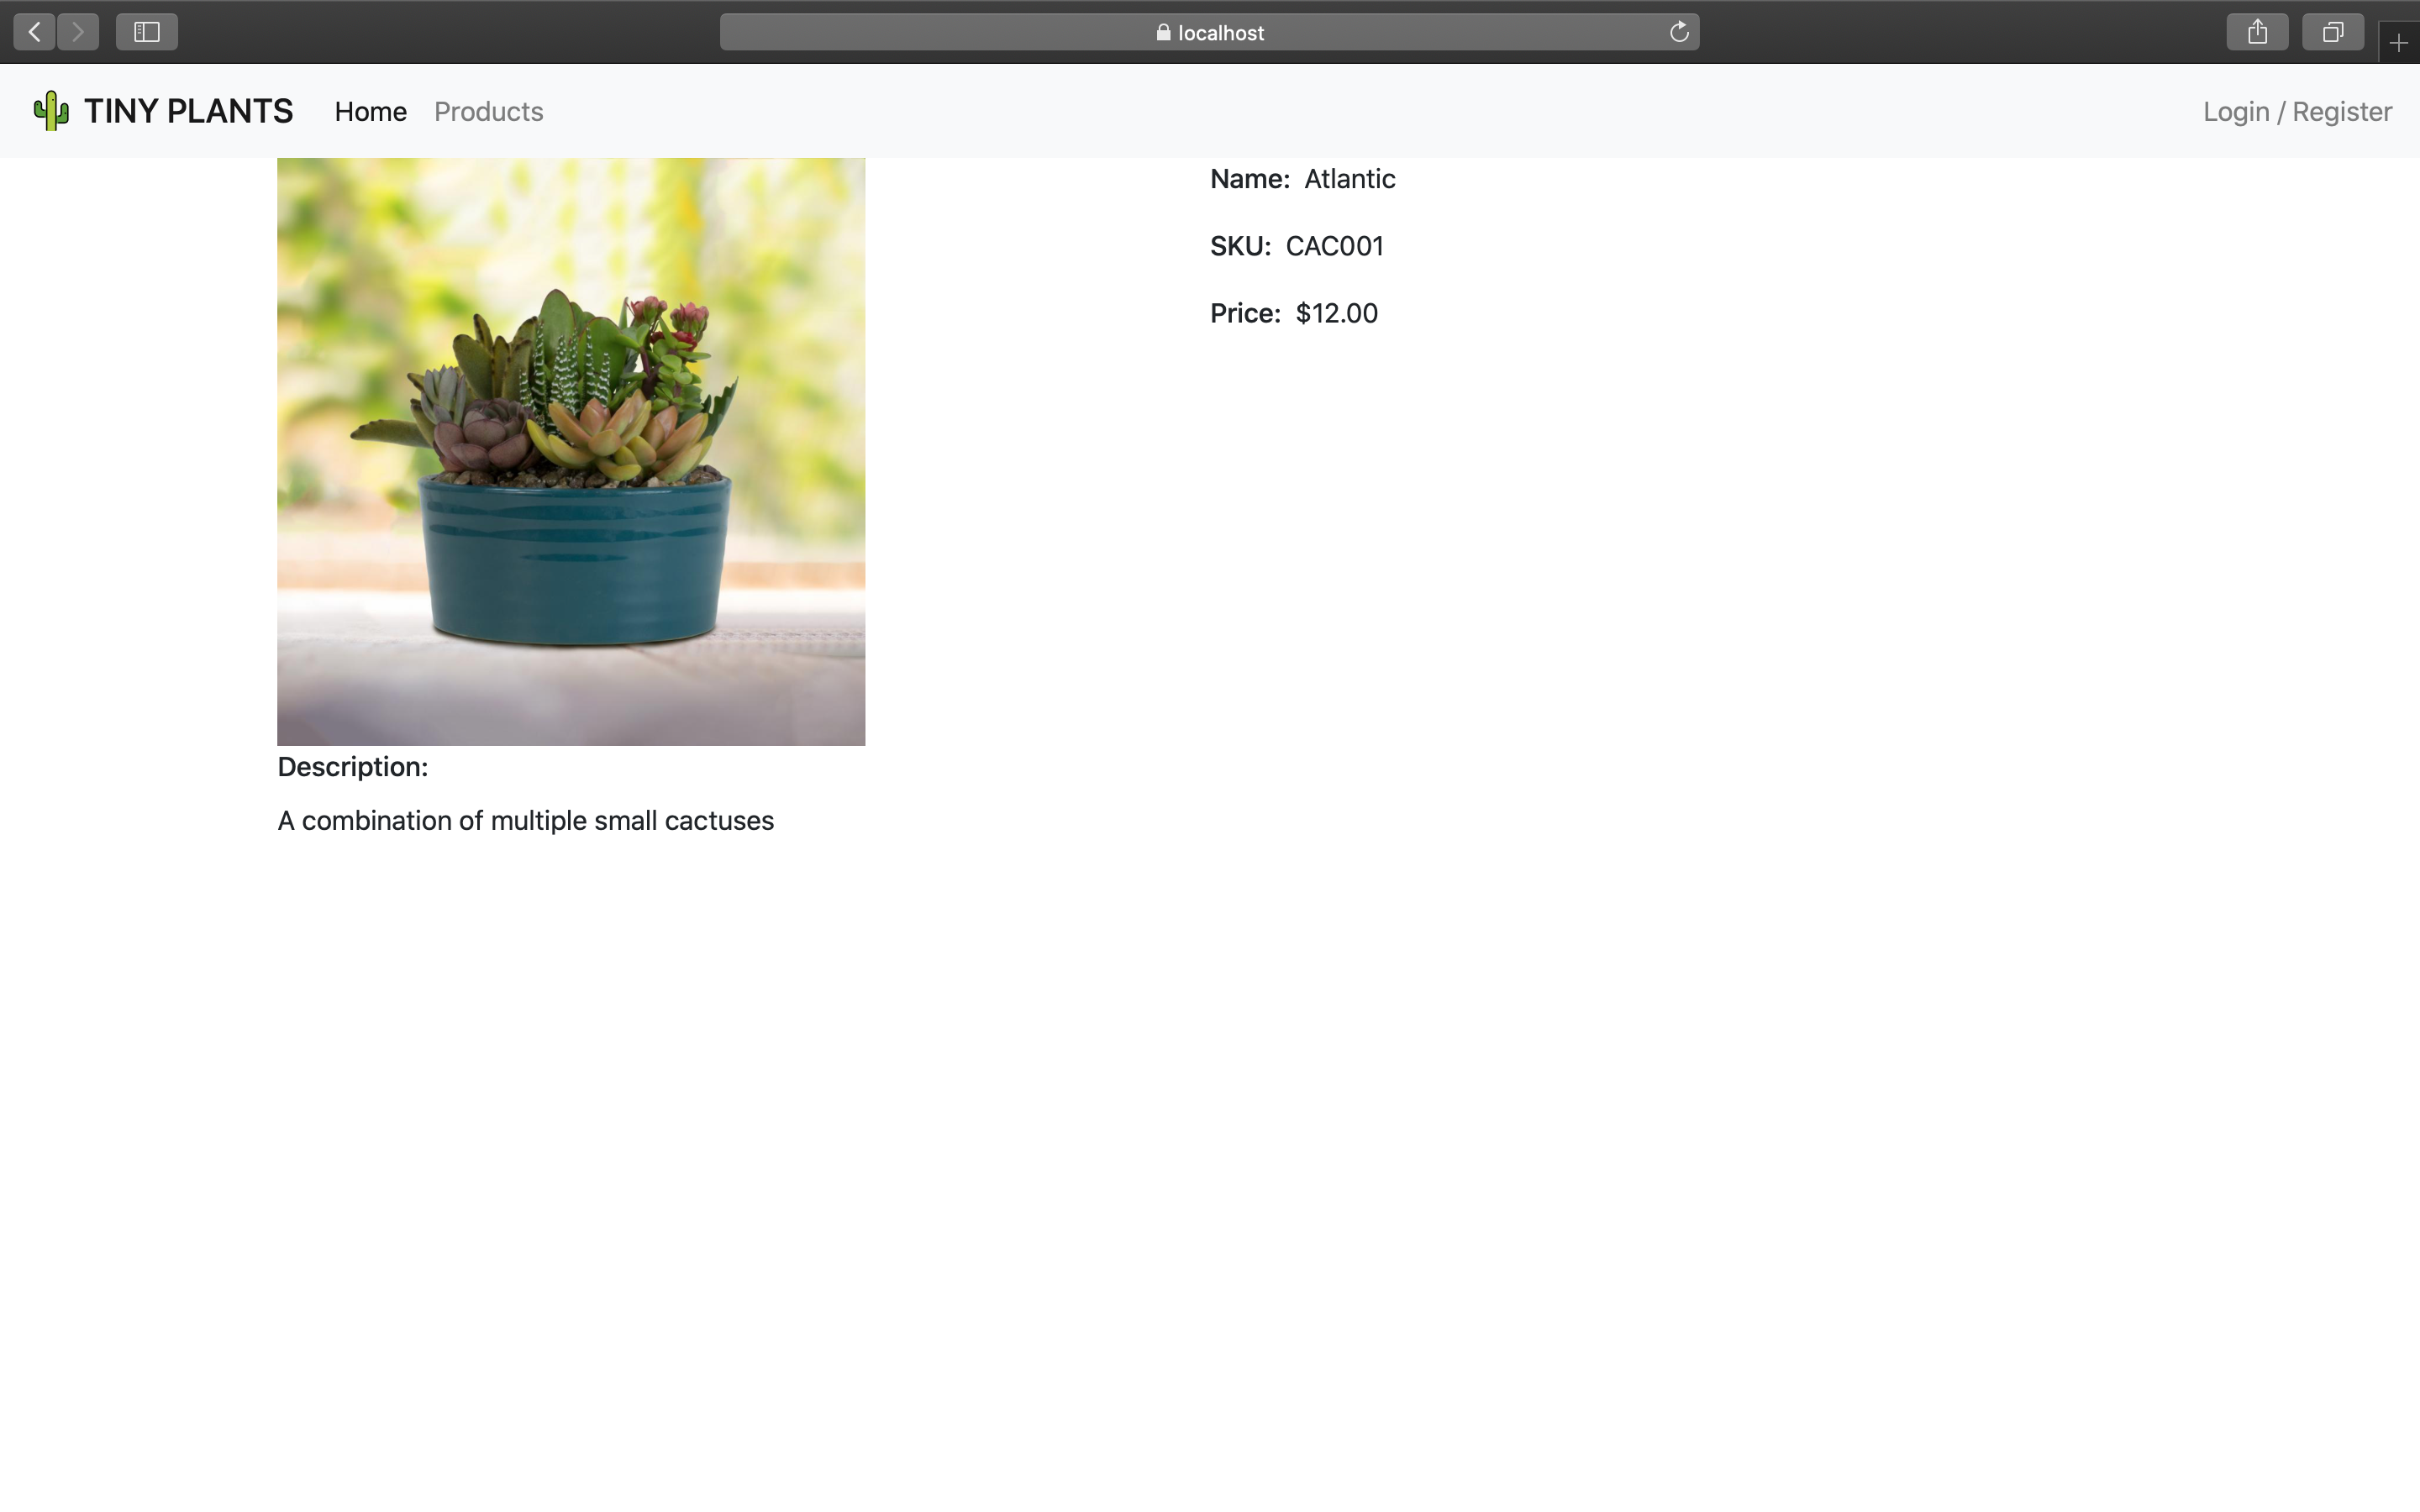 localhost
TINY PLANTS Home Products Login / Register
Name: Atlantic
SKU: CAC001
Price: $12.00
Description:
A combination of multiple small cactuses